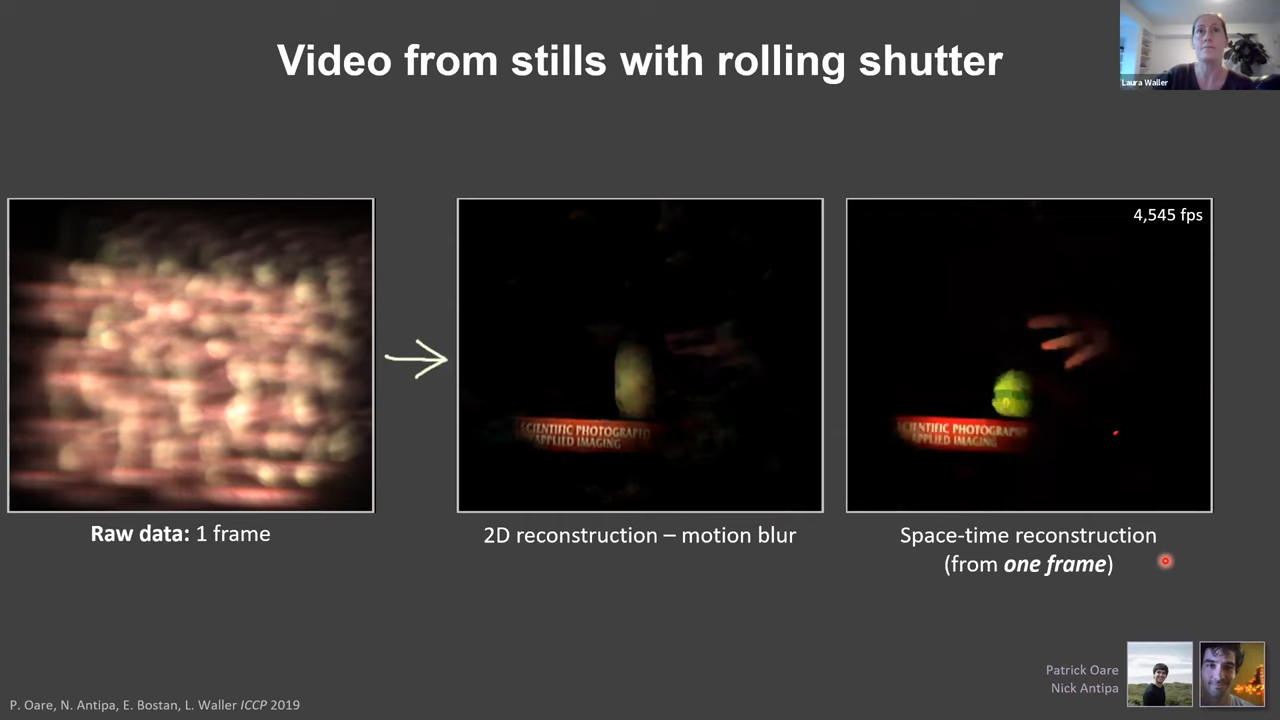 Video from stills with rolling shutter
Laura Waller
4,545 fps
SCIENTIFIC PHOTOGRAPHY
APPLIED IMAGING
SCIENTIFIC PHOTOGRAPHY
APPLIED IMAGING
Raw data: 1 frame
2D reconstruction – motion blur
Space-time reconstruction
(from one frame)
Patrick Oare
Nick Antipa
P. Oare, N. Antipa, E. Bostan, L. Waller ICCP 2019